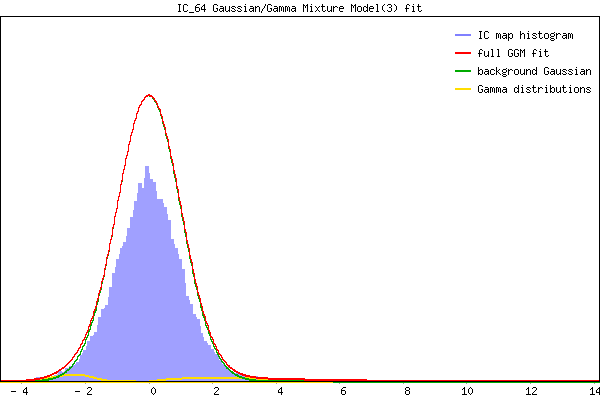 IC_64 Gaussian/Gamma Mixture Model(3) fit
IC map histogram
full GGM fit
background Gaussian
Gamma distributions
-4 -2 0 2 4 6 8 10 12 14